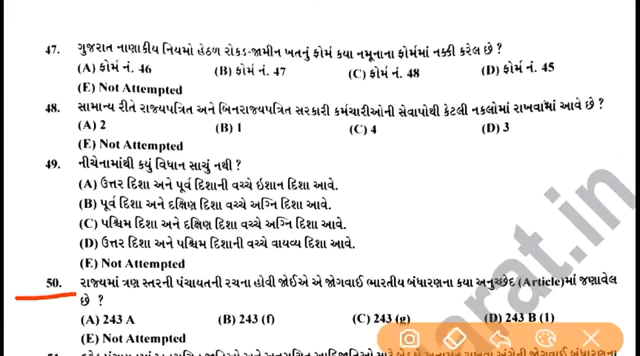 47. ગુજરાત નાણાકીય નિયમો હેઠળ રોકડ-જામીન ખતનું ફોર્મ કયા નમૂનાના ફોર્મમાં નક્કી કરેલ છે ?
(A) ફોર્મ નં. 46 (B) ફોર્મ નં. 47 (C) ફોર્મ નં. 48 (D) ફોર્મ નં. 45
(E) Not Attempted
48. સામાન્ય રીતે રાજ્યપત્રિત અને બિનરાજ્યપત્રિત સરકારી કર્મચારીઓની સેવાપોથી કેટલી નકલોમાં રાખવામાં આવે છે ?
(A) 2 (B) 1 (C) 4 (D) 3
(E) Not Attempted
49. નીચેનામાંથી કયું વિધાન સાચું નથી ?
(A) ઉત્તર દિશા અને પૂર્વ દિશાની વચ્ચે ઇશાન દિશા આવે.
(B) પૂર્વ દિશા અને દક્ષિણ દિશા વચ્ચે અગ્નિ દિશા આવે.
(C) પશ્ચિમ દિશા અને દક્ષિણ દિશા વચ્ચે અગ્નિ દિશા આવે.
(D) ઉત્તર દિશા અને પશ્ચિમ દિશાની વચ્ચે વાયવ્ય દિશા આવે.
(E) Not Attempted
50. રાજ્યમાં ત્રણ સ્તરની પંચાયતની રચના હોવી જોઈએ એ જોગવાઈ ભારતીય બંધારણના કયા અનુચ્છેદ (Article)માં જણાવેલ
છે ?
(A) 243 A (B) 243 (f) (C) 243 (g) (D) 243 B (1)
(E) Not Attempted
rat.in